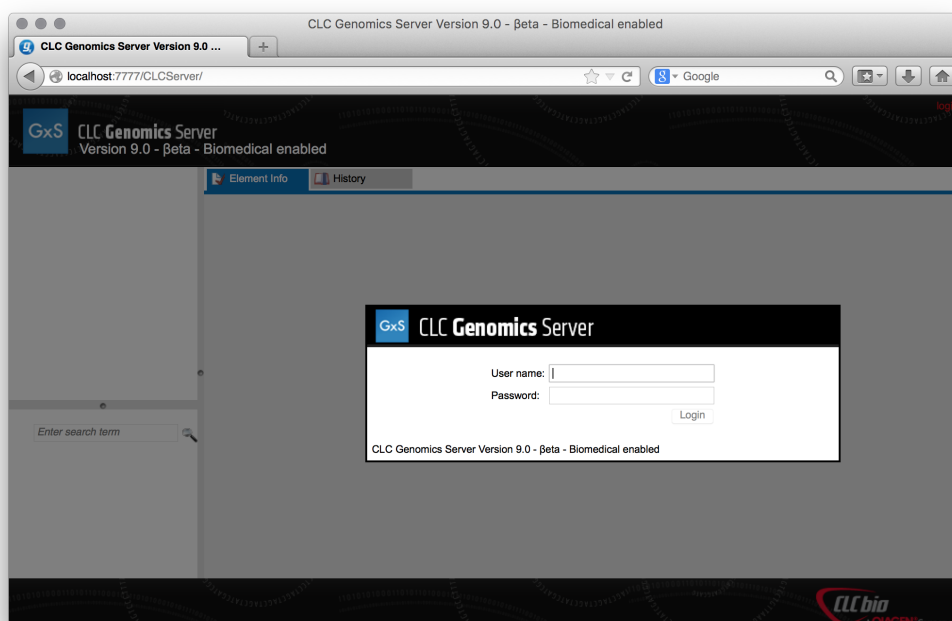 CLC Genomics Server Version 9.0 - βeta - Biomedical enabled
CLC Genomics Server Version 9.0 ...
localhost:7777/CLCServer/
Google
GxS
CLC Genomics Server
Version 9.0 - βeta - Biomedical enabled
Element Info
History
GxS CLC Genomics Server
User name:
Password:
Login
CLC Genomics Server Version 9.0 - βeta - Biomedical enabled
Enter search term
CLC bio